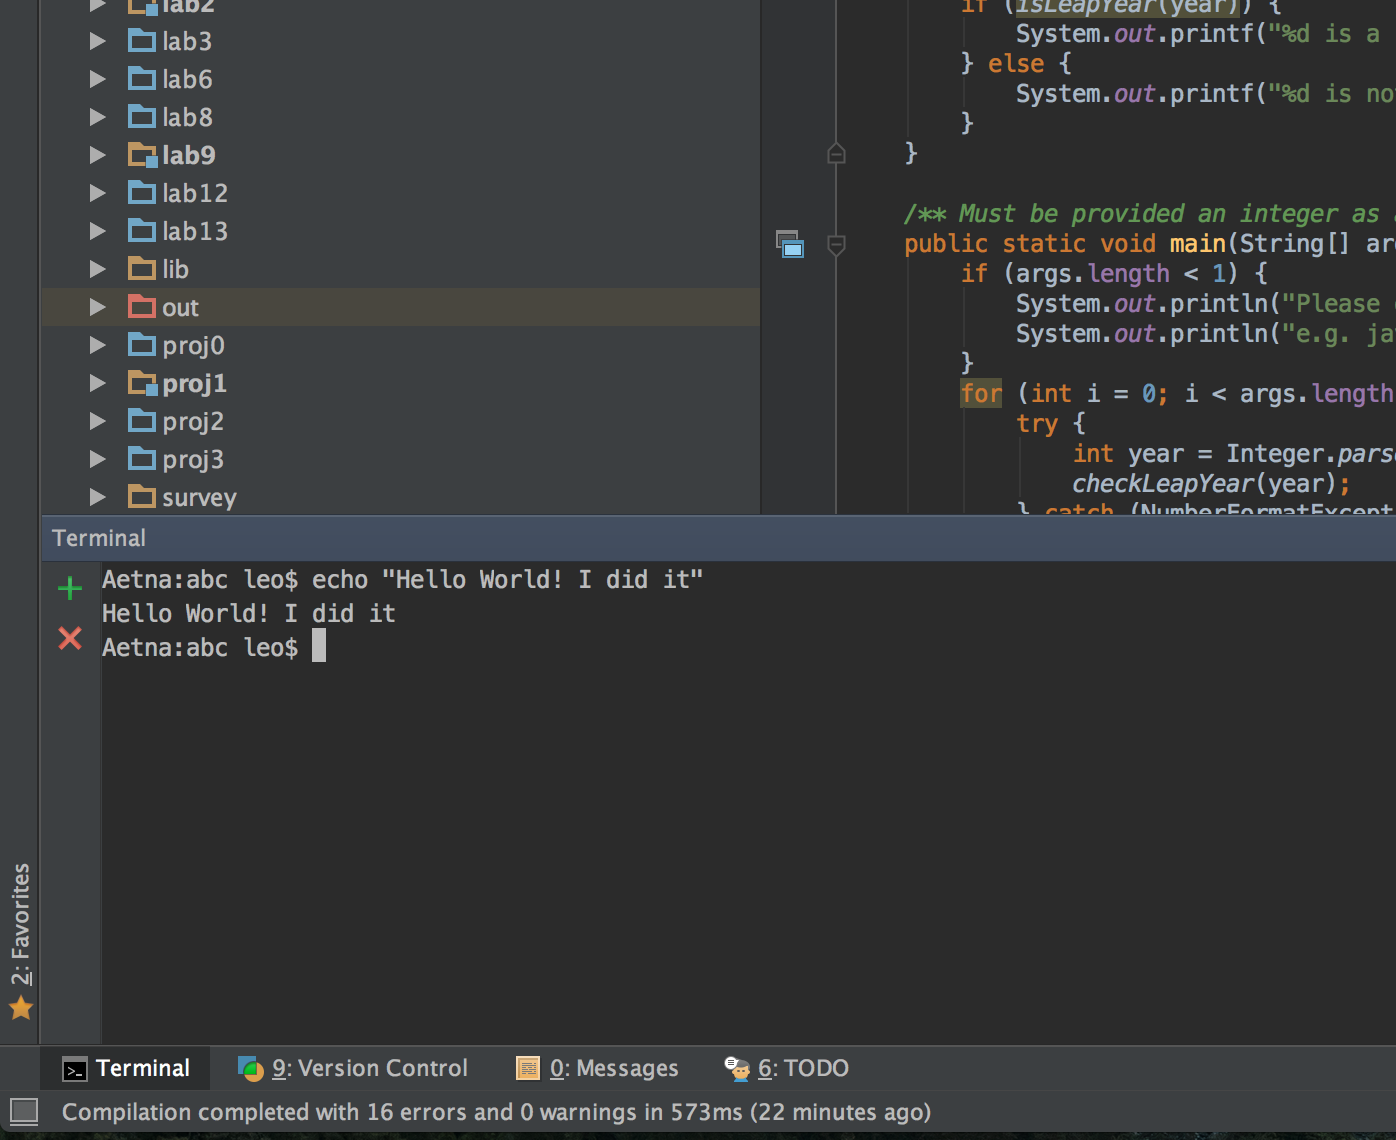 lab2
lab3
lab6
lab8
lab9
lab12
lab13
lib
out
proj0
proj1
proj2
proj3
survey
if (isLeapYear(year)) {
System.out.printf("%d is a
} else {
System.out.printf("%d is no
}
}
/** Must be provided an integer as
public static void main(String[] ar
if (args.length < 1) {
System.out.println("Please
System.out.println("e.g. ja
}
for (int i = 0; i < args.length
try {
int year = Integer.pars
checkLeapYear(year);
} catch (NumberFormatExcept
Terminal
Aetna:abc leo$ echo "Hello World! I did it"
Hello World! I did it
Aetna:abc leo$
2: Favorites
Terminal
9: Version Control
0: Messages
6: TODO
Compilation completed with 16 errors and 0 warnings in 573ms (22 minutes ago)